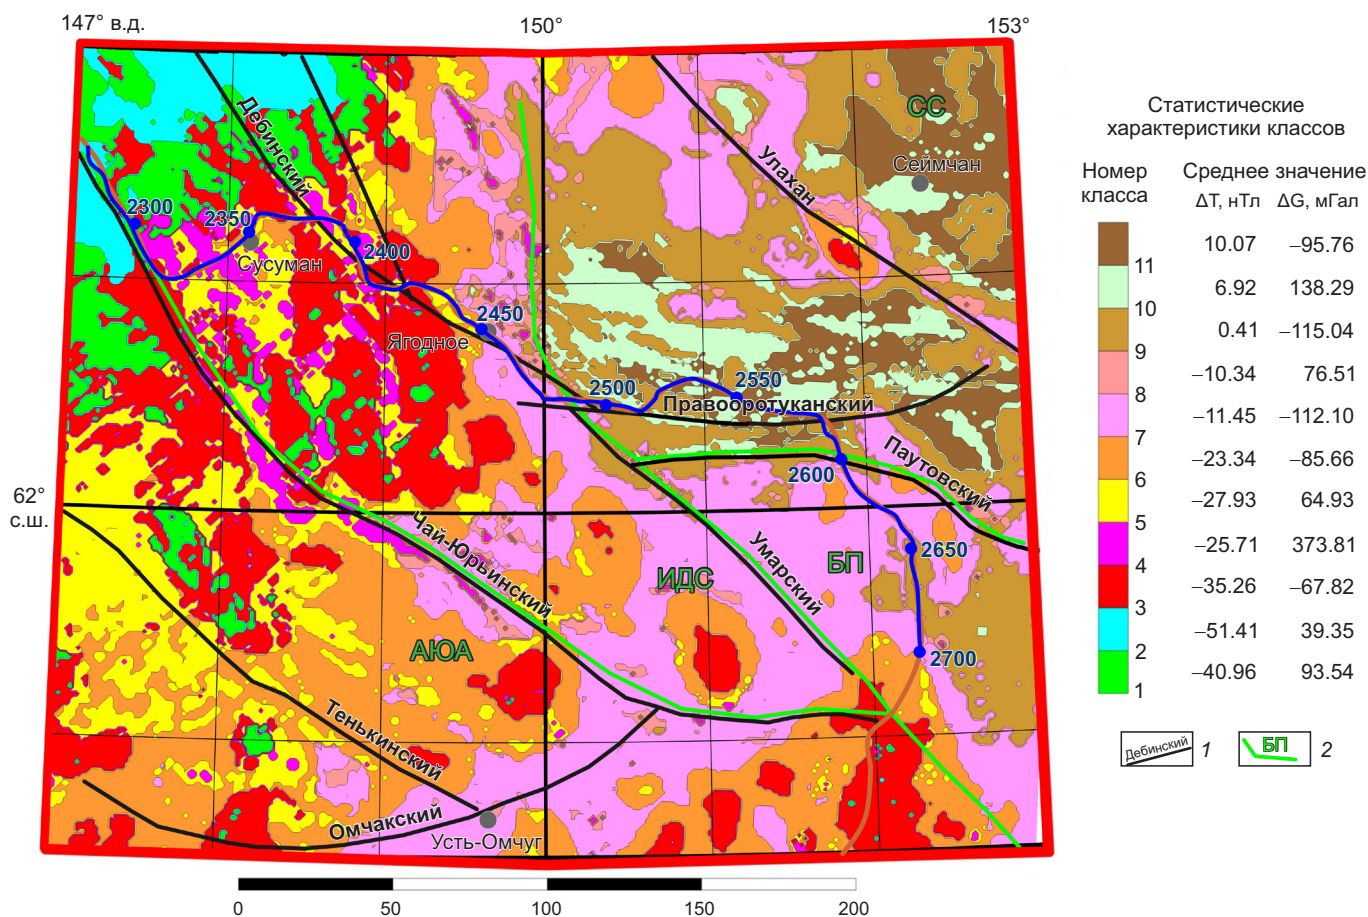 147° в.д.
150°
153°
СС
Дебинский
Сеймчан
Улахан
2300
2350
2400
Сусуман
2450
Ягодное
2500
2550
Правооротуканский
2600
Паутовский
62°
с.ш.
Чай-Юрьинский
Умарский
2650
БП
ИДС
АЮА
2700
Тенькинский
Омчакский
Усть-Омчуг
0 50 100 150 200
Статистические
характеристики классов
Номер Среднее значение
класса ΔT, нТл ΔG, мГал
10.07 –95.76
11
6.92 138.29
10
0.41 –115.04
9
–10.34 76.51
8
–11.45 –112.10
7
–23.34 –85.66
6
–27.93 64.93
5
–25.71 373.81
4
–35.26 –67.82
3
–51.41 39.35
2
–40.96 93.54
1
Дебинский 1 БП 2